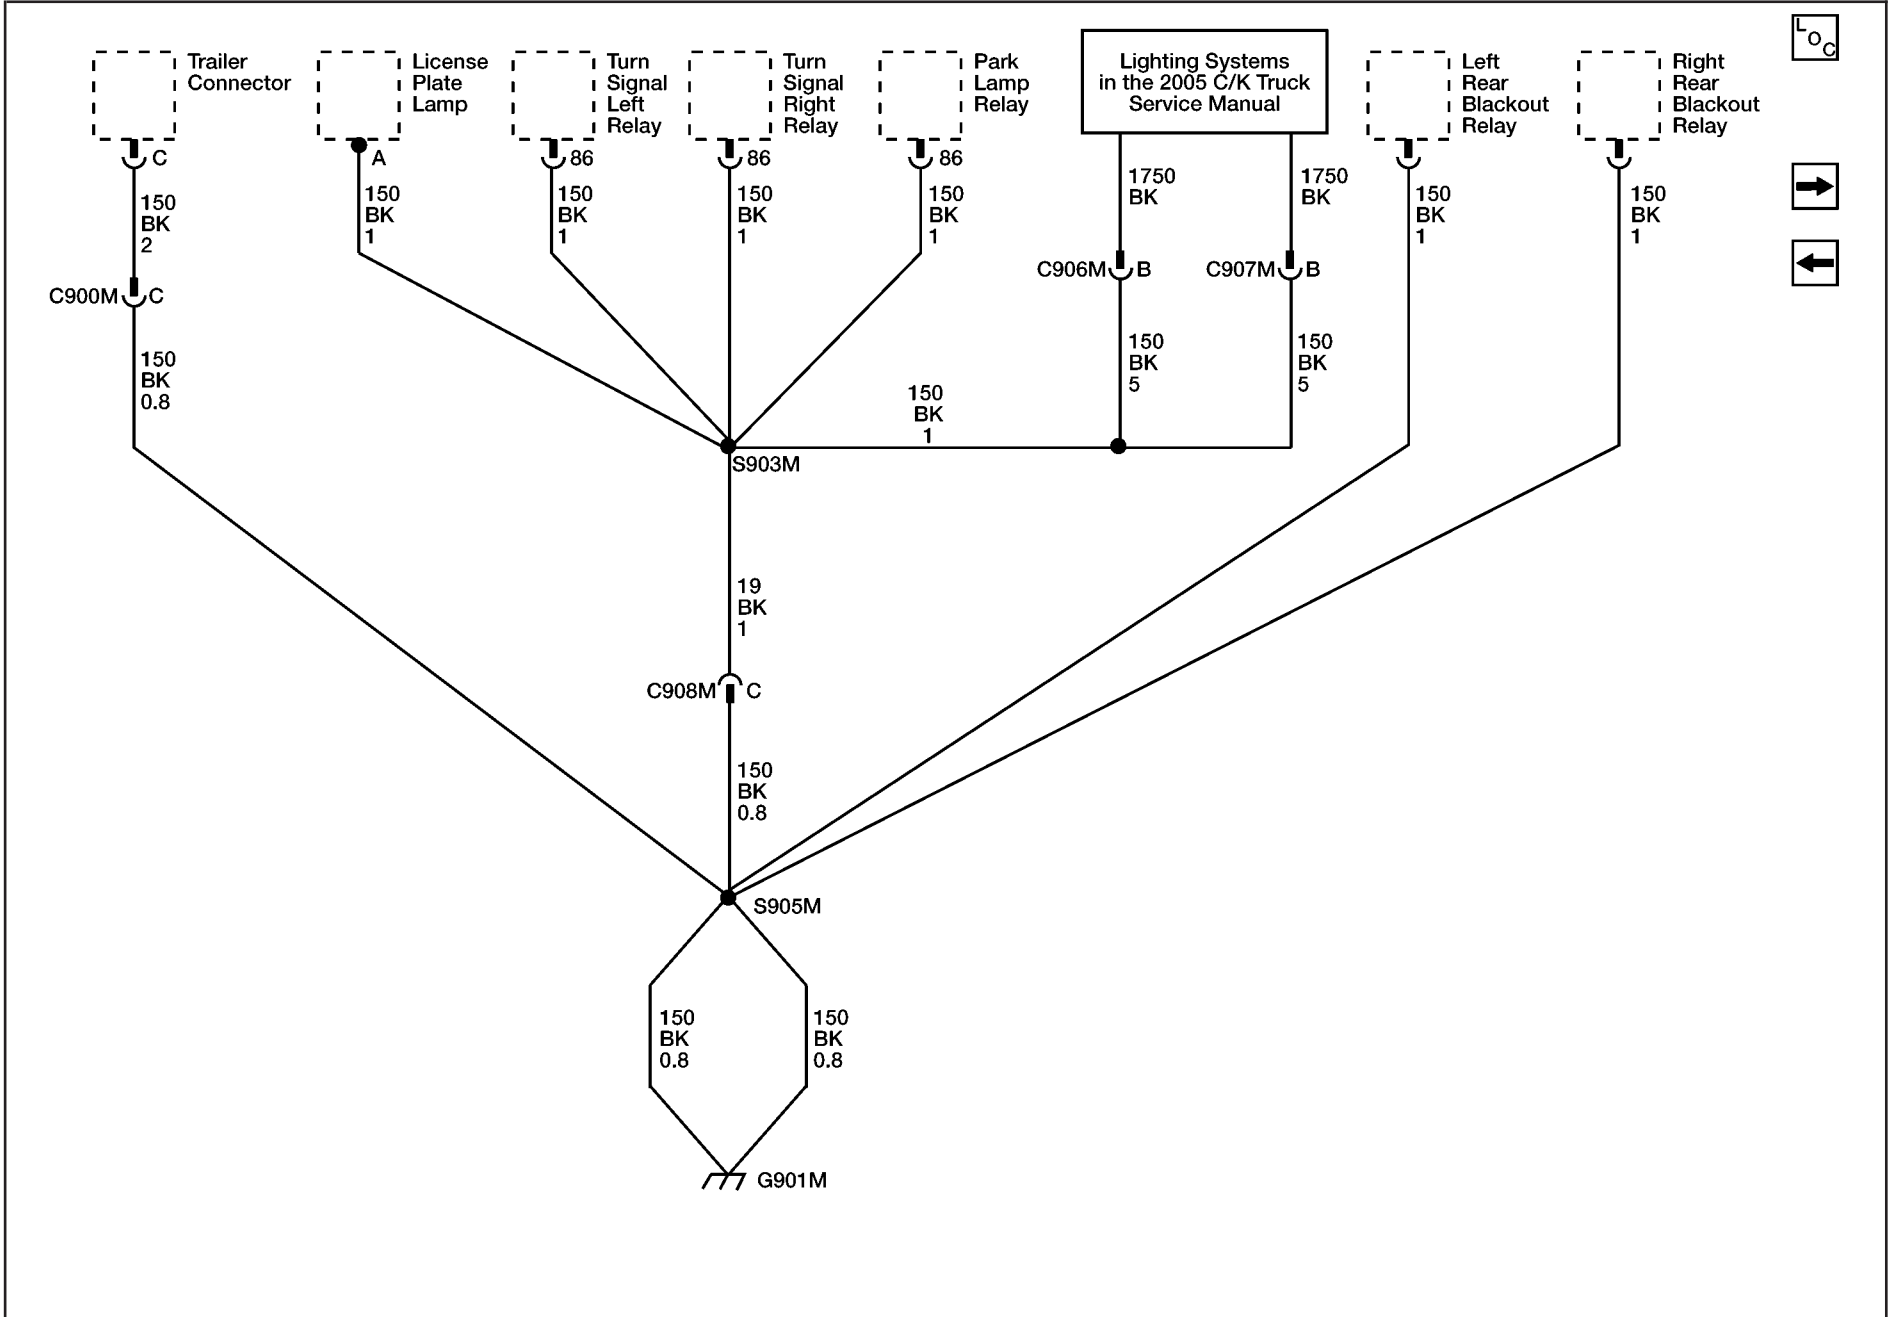 Trailer
Connector
License
Plate
Lamp
Turn
Signal
Left
Relay
Turn
Signal
Right
Relay
Park
Lamp
Relay
Lighting Systems
in the 2005 C/K Truck
Service Manual
Left
Rear
Blackout
Relay
Right
Rear
Blackout
Relay
LOC
C
A
86
86
86
150
BK
2
150
BK
1
150
BK
1
150
BK
1
150
BK
1
1750
BK
1750
BK
150
BK
1
150
BK
1
C900M C
C906M B
C907M B
150
BK
0.8
150
BK
5
150
BK
5
150
BK
1
S903M
19
BK
1
C908M C
150
BK
0.8
S905M
150
BK
0.8
150
BK
0.8
G901M